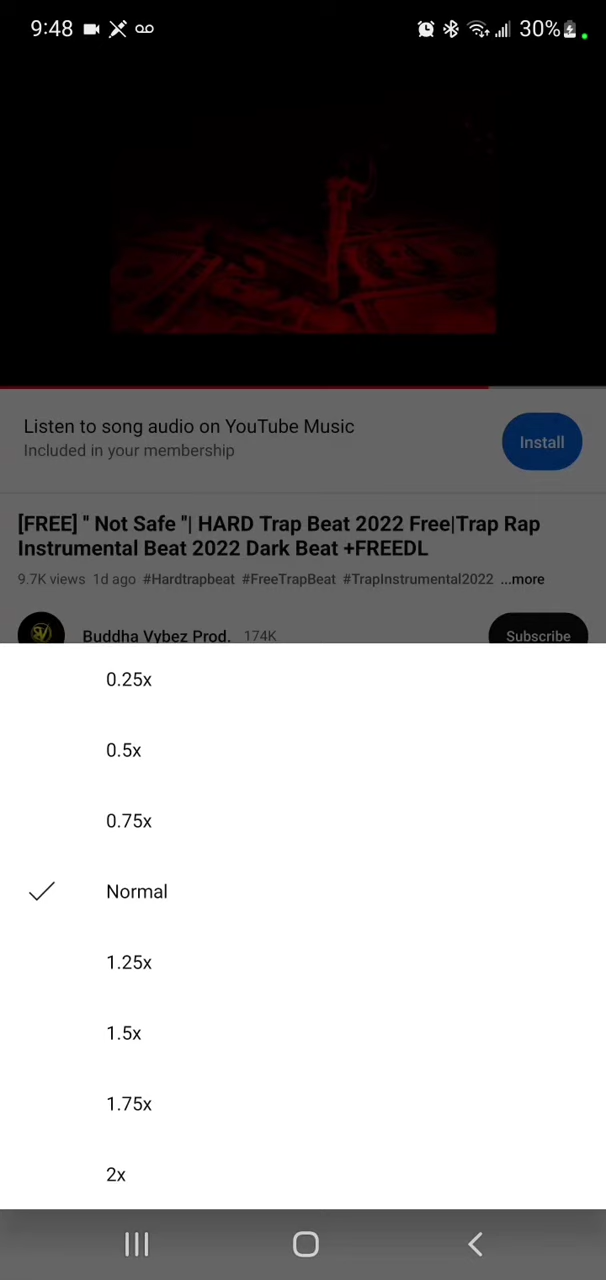 9:48
30%
Listen to song audio on YouTube Music
Included in your membership
Install
[FREE] " Not Safe "| HARD Trap Beat 2022 Free|Trap Rap
Instrumental Beat 2022 Dark Beat +FREEDL
9.7K views 1d ago #Hardtrapbeat #FreeTrapBeat #TrapInstrumental2022 ...more
Buddha Vybez Prod. 174K
Subscribe
0.25x
0.5x
0.75x
Normal
1.25x
1.5x
1.75x
2x